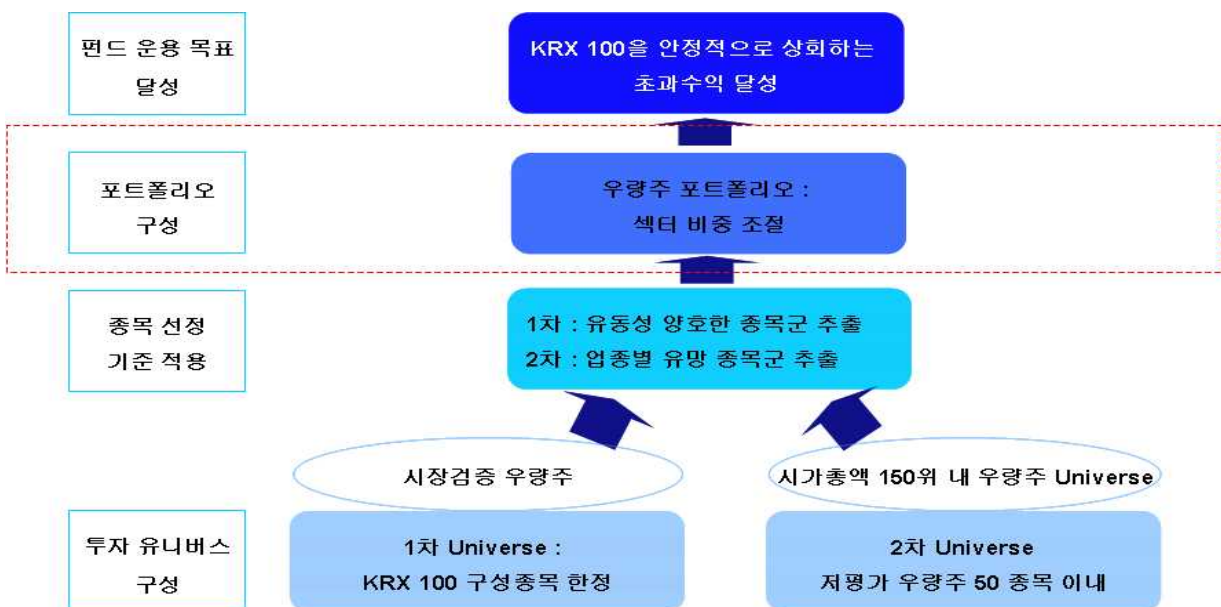 펀드 운용 목표
달성
KRX 100을 안정적으로 상회하는
초과수익 달성
포트폴리오
구성
우량주 포트폴리오 :
섹터 비중 조절
종목 선정
기준 적용
1차 : 유동성 양호한 종목군 추출
2차 : 업종별 유망 종목군 추출
시장검증 우량주
시가총액 150위 내 우량주 Universe
투자 유니버스
구성
1차 Universe :
KRX 100 구성종목 한정
2차 Universe
저평가 우량주 50 종목 이내